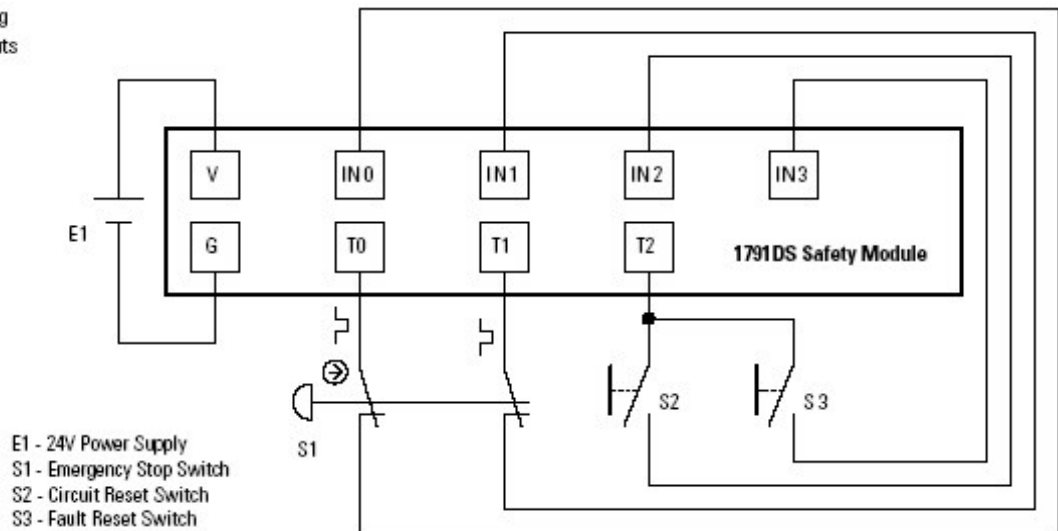 V
IN0
IN1
IN2
IN3
E1
G
T0
T1
T2
1791DS Safety Module
S1
S2
S3
E1 - 24V Power Supply
S1 - Emergency Stop Switch
S2 - Circuit Reset Switch
S3 - Fault Reset Switch